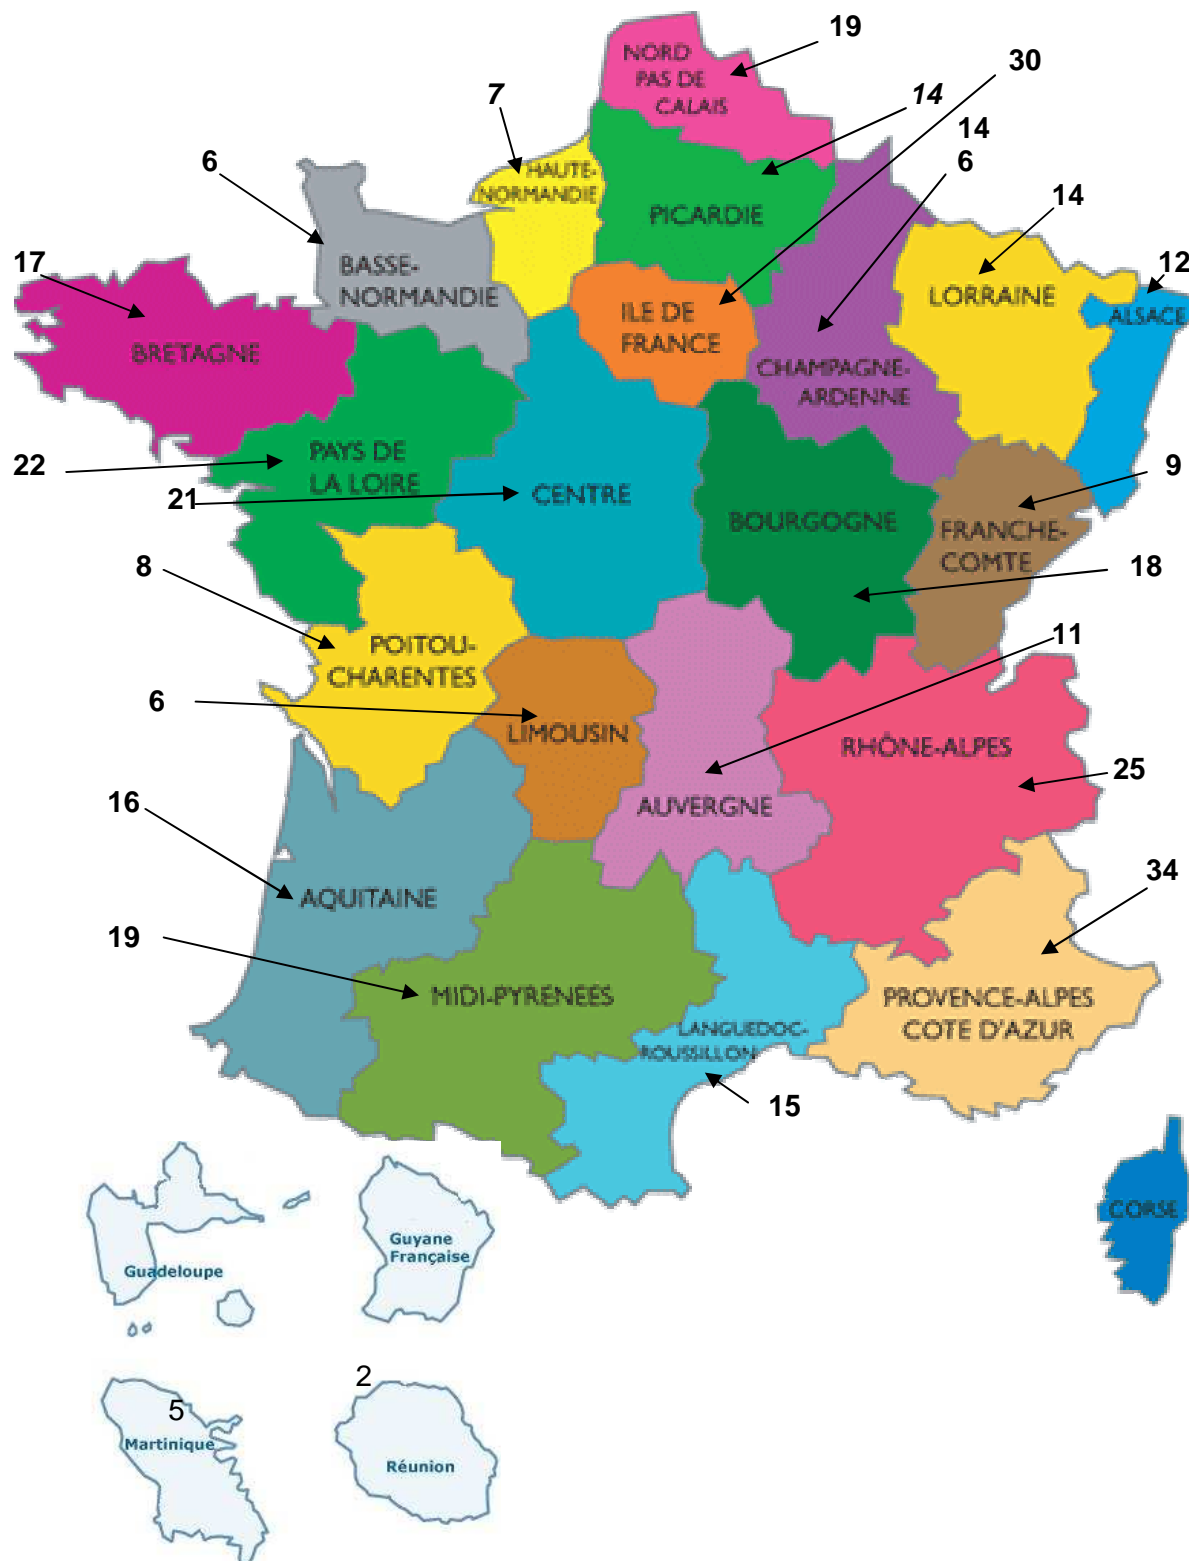 19
NORD
PAS DE
CALAIS
30
7
14
14
6
6
HAUTE-
NORMANDIE
PICARDIE
14
17
BASSE-
NORMANDIE
12
LORRAINE
ALSACE
ILE DE
FRANCE
BRETAGNE
CHAMPAGNE-
ARDENNE
22
PAYS DE
LA LOIRE
21
CENTRE
9
BOURGOGNE
FRANCHE-
COMTE
8
18
POITOU-
CHARENTES
11
6
LIMOUSIN
RHÔNE-ALPES
25
16
AUVERGNE
34
AQUITAINE
19
MIDI-PYRENEES
PROVENCE-ALPES
COTE D'AZUR
LANGUEDOC-
ROUSSILLON
15
CORSE
Guadeloupe
Guyane
Française
2
5
Martinique
Réunion